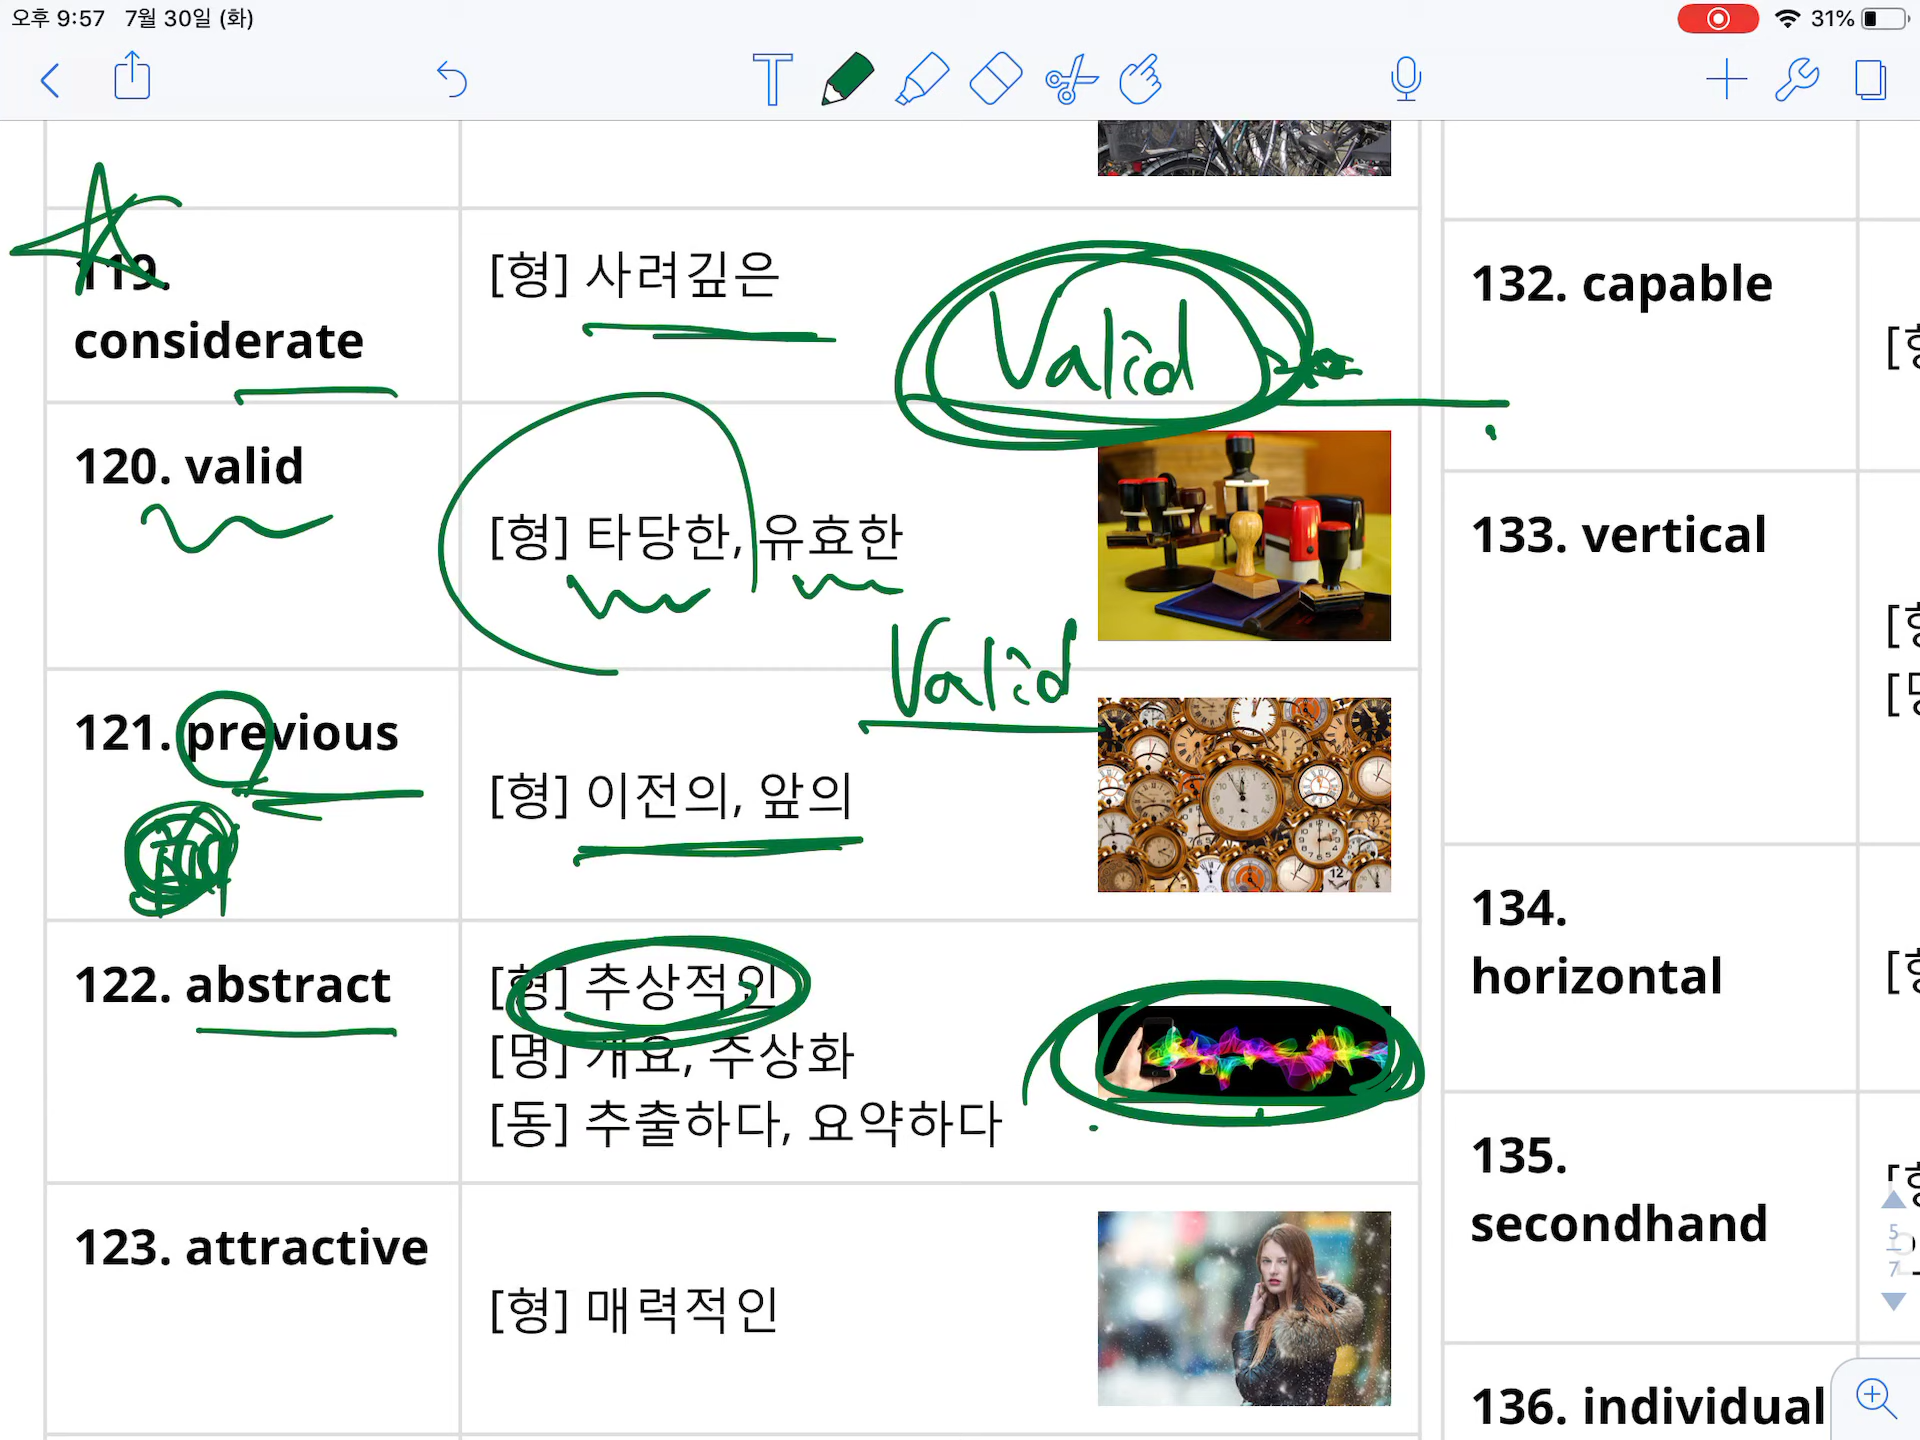 오후 9:57 7월 30일 (화)
31%
T
119.
considerate
[형] 사려깊은
Valid
120. valid
[형] 타당한, 유효한
Valid
121. previous
[형] 이전의, 앞의
122. abstract
[형] 추상적인
[명] 개요, 추상화
[동] 추출하다, 요약하다
123. attractive
[형] 매력적인
132. capable
133. vertical
134.
horizontal
135.
secondhand
5
7
136. individual